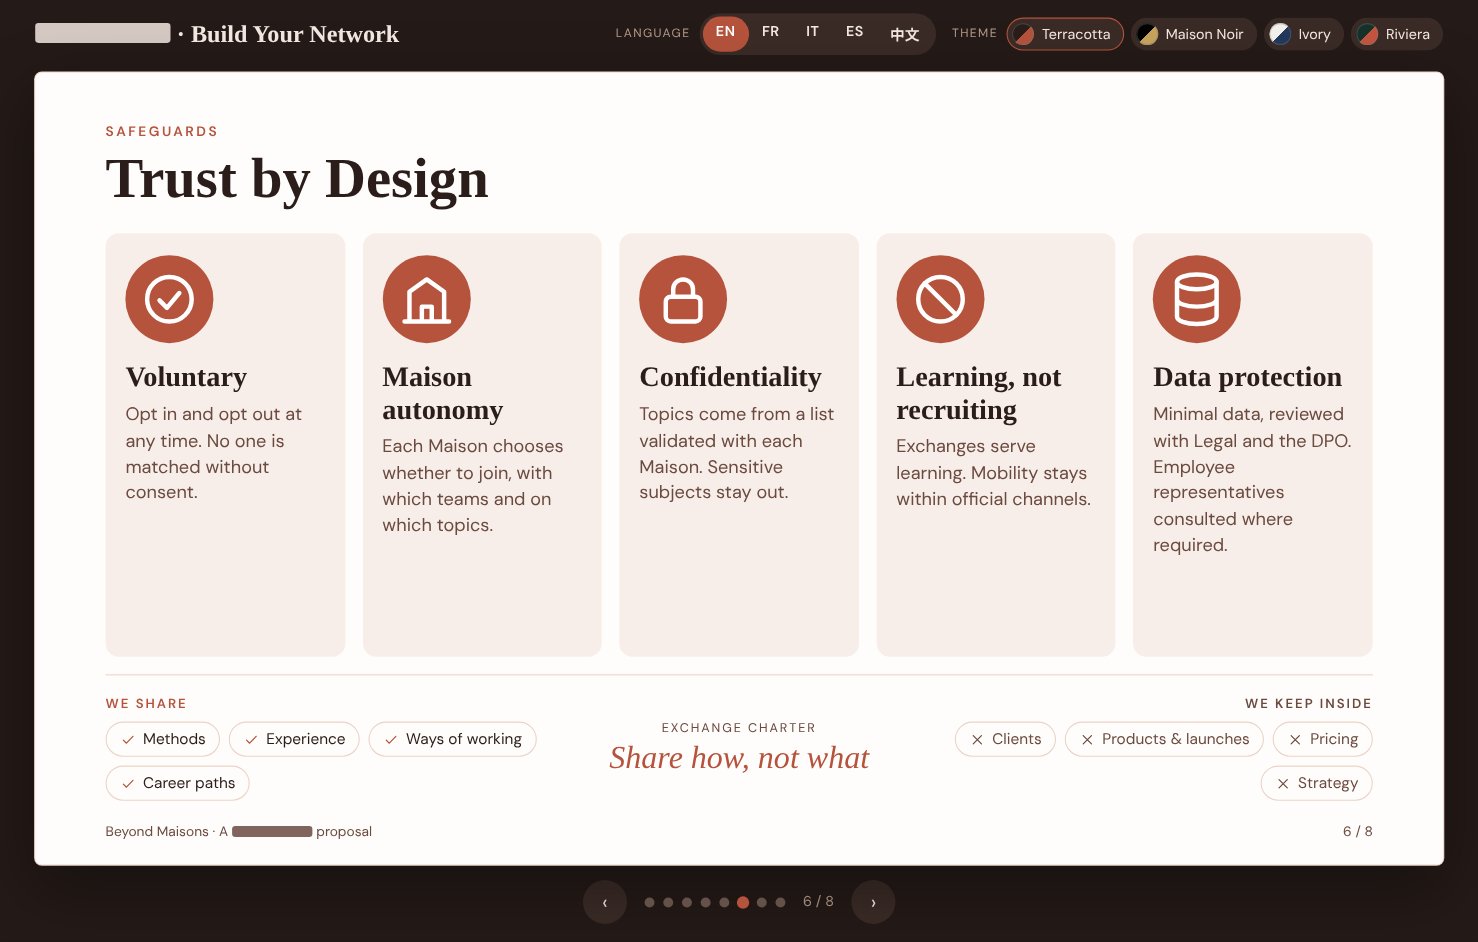 · Build Your Network
LANGUAGE
EN FR IT ES 中文
THEME
Terracotta Maison Noir Ivory Riviera
SAFEGUARDS
Trust by Design
Voluntary
Opt in and opt out at
any time. No one is
matched without
consent.
Maison
autonomy
Each Maison chooses
whether to join, with
which teams and on
which topics.
Confidentiality
Topics come from a list
validated with each
Maison. Sensitive
subjects stay out.
Learning, not
recruiting
Exchanges serve
learning. Mobility stays
within official channels.
Data protection
Minimal data, reviewed
with Legal and the DPO.
Employee
representatives
consulted where
required.
WE SHARE
Methods Experience Ways of working
Career paths
EXCHANGE CHARTER
Share how, not what
WE KEEP INSIDE
Clients Products & launches Pricing
Strategy
Beyond Maisons · A proposal
6 / 8
‹ 6 / 8 ›